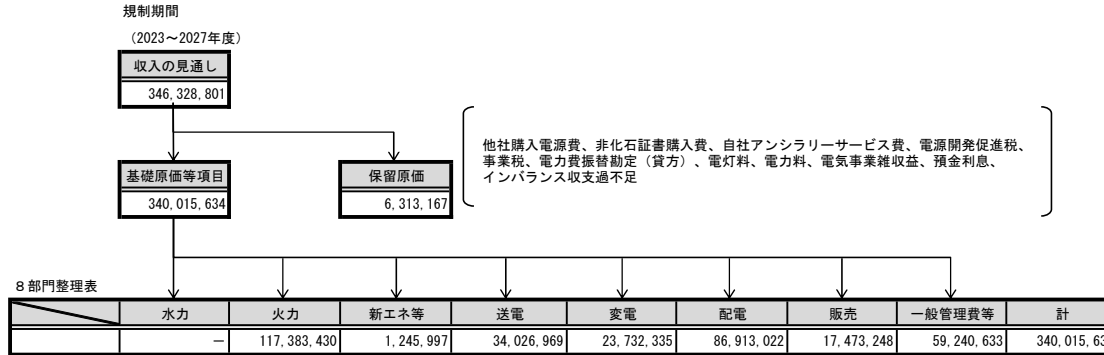 規制期間
（2023～2027年度）
収入の見通し
346,328,801
他社購入電源費、非化石証書購入費、自社アンシラリーサービス費、電源開発促進税、
事業税、電力費振替勘定（貸方）、電灯料、電力料、電気事業雑収益、預金利息、
インバランス収支過不足
基礎原価等項目 保留原価
340,015,634 6,313,167
８部門整理表
水力 火力 新エネ等 送電 変電 配電 販売 一般管理費等 計
－ 117,383,430 1,245,997 34,026,969 23,732,335 86,913,022 17,473,248 59,240,633 340,015,63